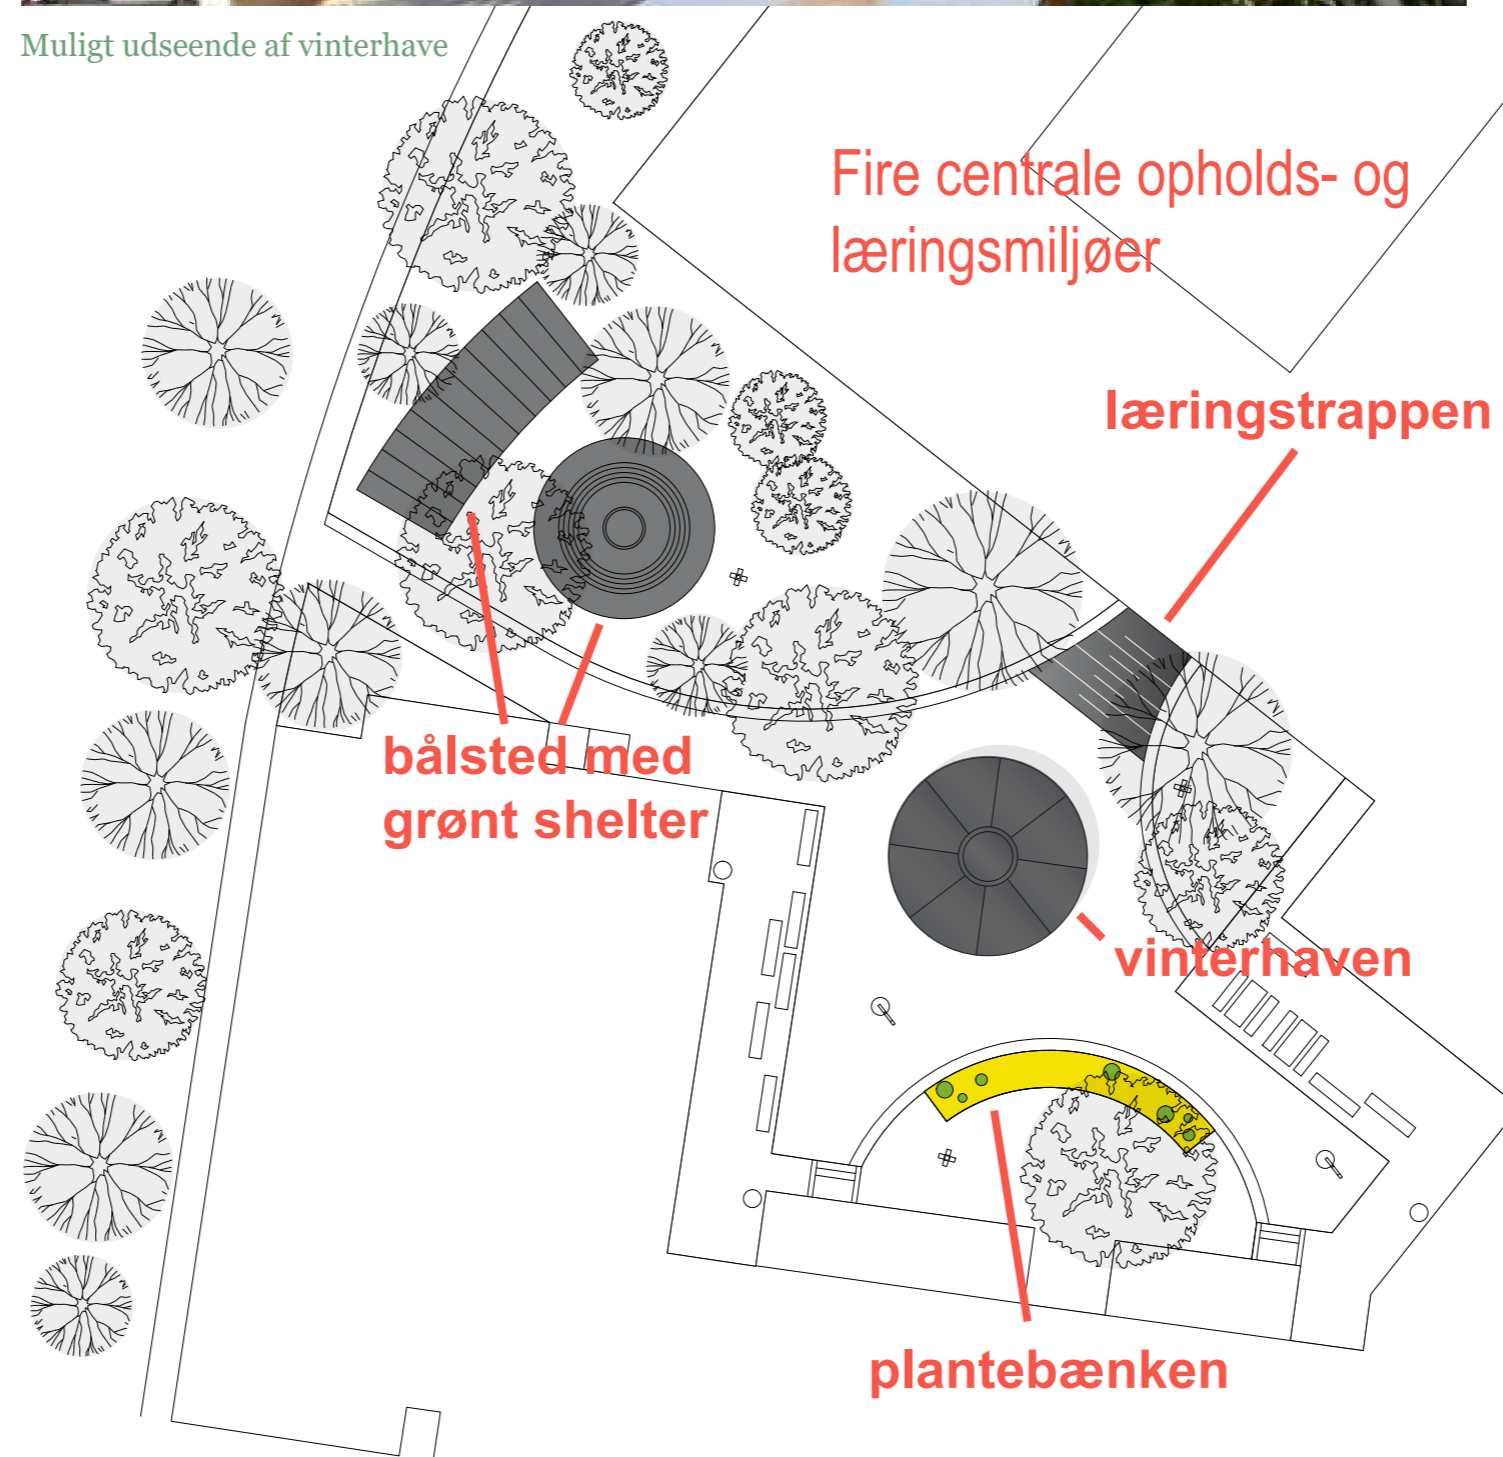 Muligt udseende af vinterhave
Fire centrale opholds- og
læringsmiljøer
læringstrappen
bålsted med
grønt shelter
vinterhaven
plantebænken